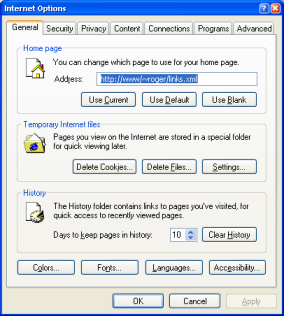 Internet Options
General Security Privacy Content Connections Programs Advanced
Home page
You can change which page to use for your home page.
Address: http://www/~roger/links.xml
Use Current Use Default Use Blank
Temporary Internet files
Pages you view on the Internet are stored in a special folder
for quick viewing later.
Delete Cookies... Delete Files... Settings...
History
The History folder contains links to pages you've visited, for
quick access to recently viewed pages.
Days to keep pages in history: 10 Clear History
Colors... Fonts... Languages... Accessibility...
OK Cancel Apply